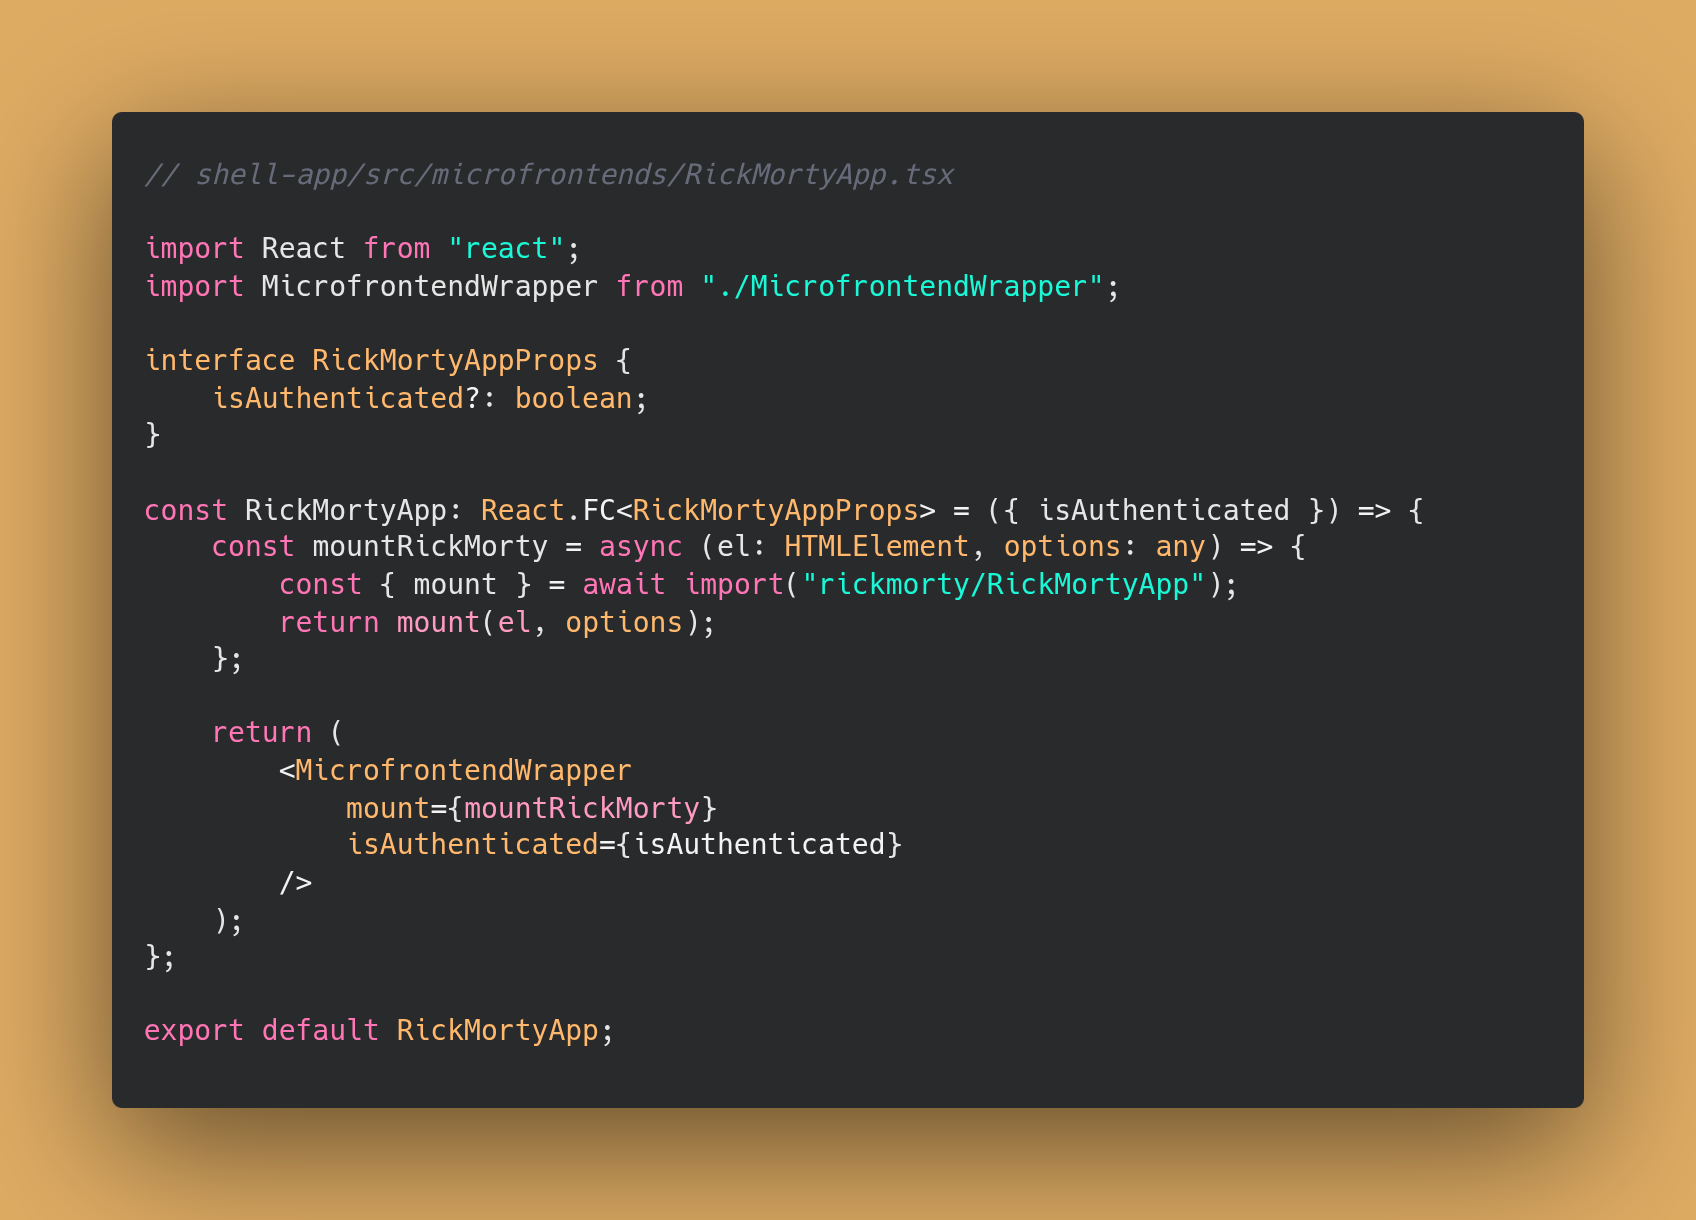 // shell-app/src/microfrontends/RickMortyApp.tsx

import React from "react";
import MicrofrontendWrapper from "./MicrofrontendWrapper";

interface RickMortyAppProps {
    isAuthenticated?: boolean;
}

const RickMortyApp: React.FC<RickMortyAppProps> = ({ isAuthenticated }) => {
    const mountRickMorty = async (el: HTMLElement, options: any) => {
        const { mount } = await import("rickmorty/RickMortyApp");
        return mount(el, options);
    };

    return (
        <MicrofrontendWrapper
            mount={mountRickMorty}
            isAuthenticated={isAuthenticated}
        />
    );
};

export default RickMortyApp;